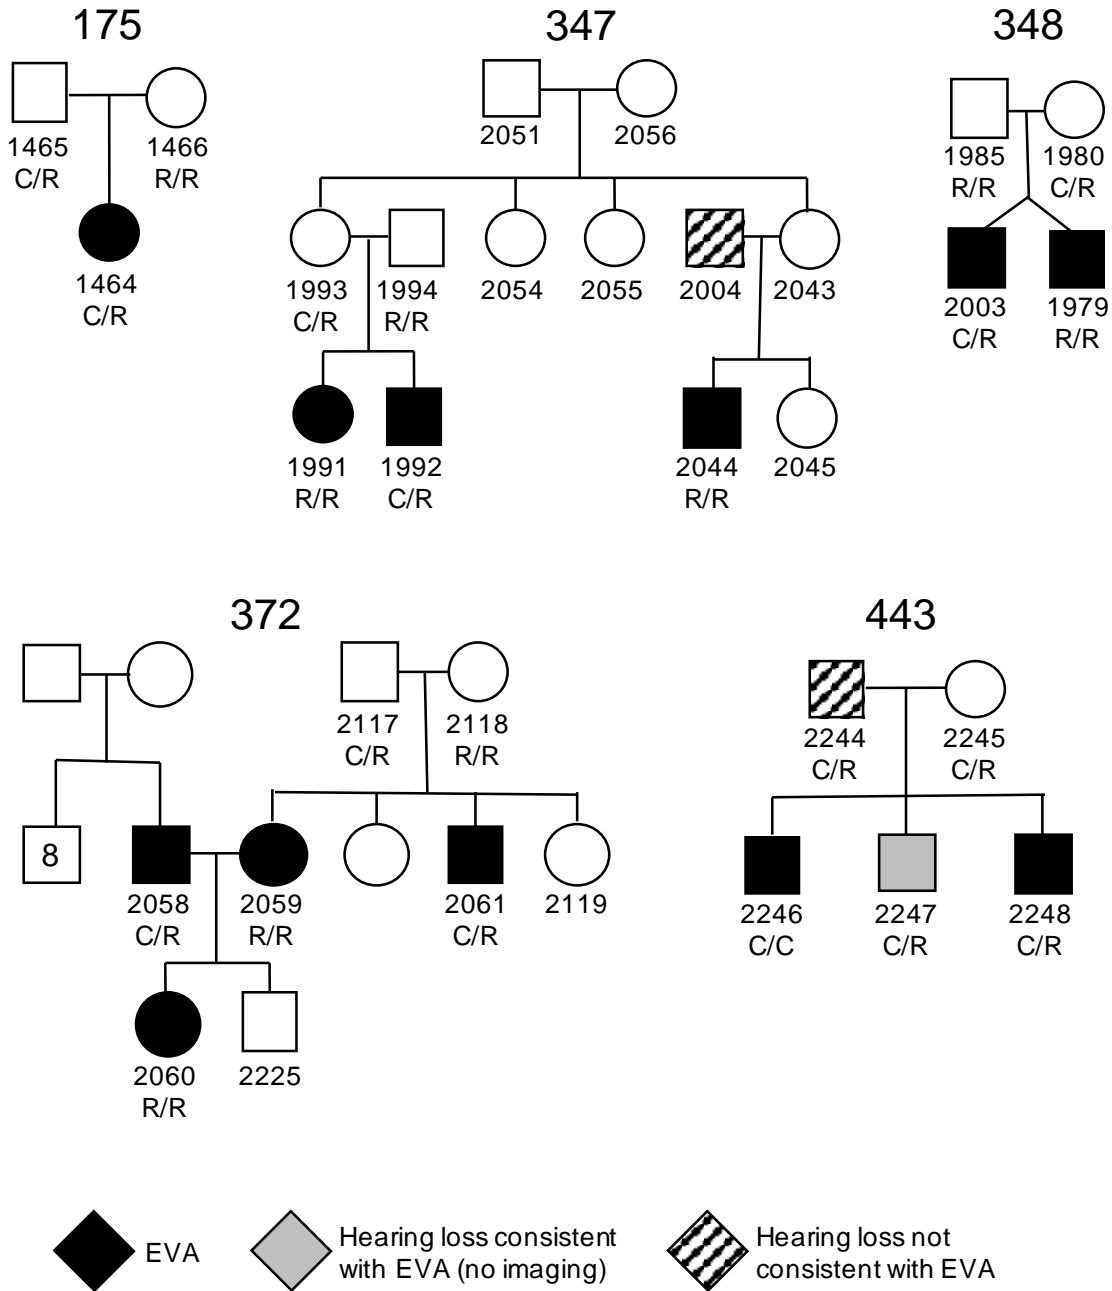 175
347
348
1465
C/R
1466
R/R
1464
C/R
2051
2056
1993
C/R
1994
R/R
2054
2055
2004
2043
1991
R/R
1992
C/R
2044
R/R
2045
1985
R/R
1980
C/R
2003
C/R
1979
R/R
372
443
2117
C/R
2118
R/R
8
2058
C/R
2059
R/R
2061
C/R
2119
2060
R/R
2225
2244
C/R
2245
C/R
2246
C/C
2247
C/R
2248
C/R
EVA
Hearing loss consistent
with EVA (no imaging)
Hearing loss not
consistent with EVA